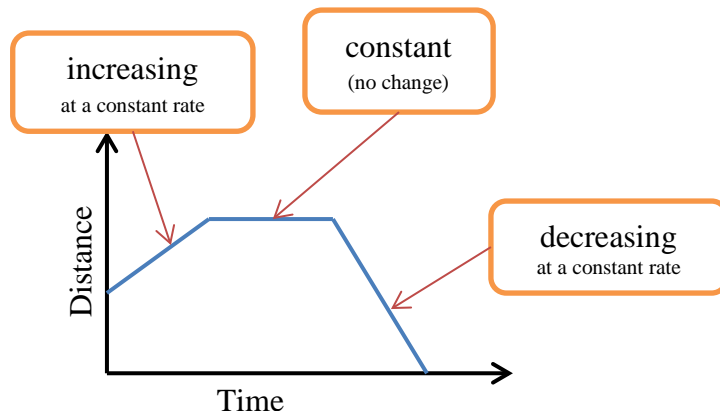 constant
(no change)
increasing
at a constant rate
Distance
decreasing
at a constant rate
Time